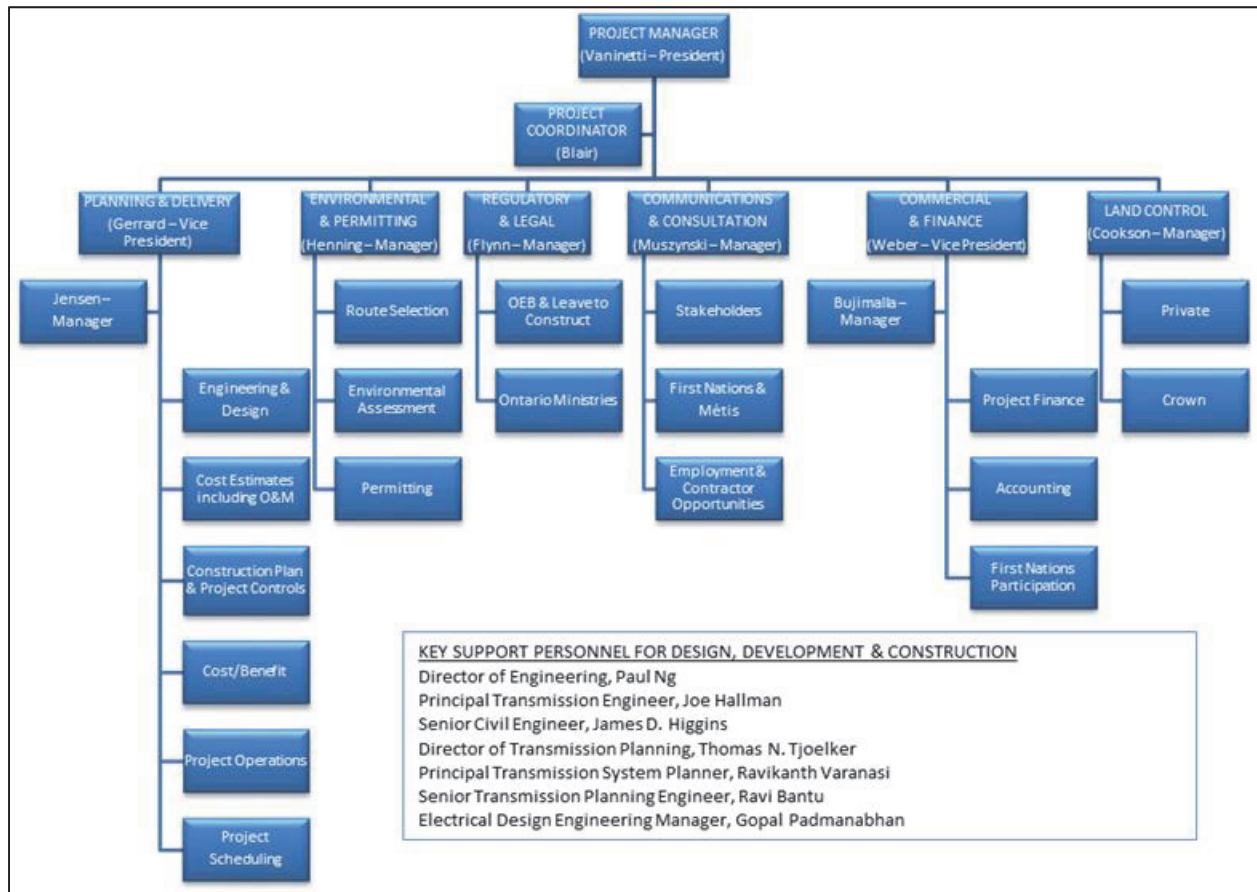 PROJECT MANAGER
(Vaninetti – President)
PROJECT
COORDINATOR
(Blair)
PLANNING & DELIVERY
(Gerrard – Vice
President)
ENVIRONMENTAL
& PERMITTING
(Henning – Manager)
REGULATORY
& LEGAL
(Flynn – Manager)
COMMUNICATIONS
& CONSULTATION
(Muszynski – Manager)
COMMERCIAL
& FINANCE
(Weber – Vice President)
LAND CONTROL
(Cookson – Manager)
Jensen –
Manager
Engineering &
Design
Cost Estimates
including O&M
Construction Plan
& Project Controls
Cost/Benefit
Project Operations
Project
Scheduling
Route Selection
Environmental
Assessment
Permitting
OEB & Leave to
Construct
Ontario Ministries
Stakeholders
First Nations &
Métis
Employment &
Contractor
Opportunities
Bujimalla –
Manager
Project Finance
Accounting
First Nations
Participation
Private
Crown
KEY SUPPORT PERSONNEL FOR DESIGN, DEVELOPMENT & CONSTRUCTION
Director of Engineering, Paul Ng
Principal Transmission Engineer, Joe Hallman
Senior Civil Engineer, James D. Higgins
Director of Transmission Planning, Thomas N. Tjoelker
Principal Transmission System Planner, Ravikanth Varanasi
Senior Transmission Planning Engineer, Ravi Bantu
Electrical Design Engineering Manager, Gopal Padmanabhan